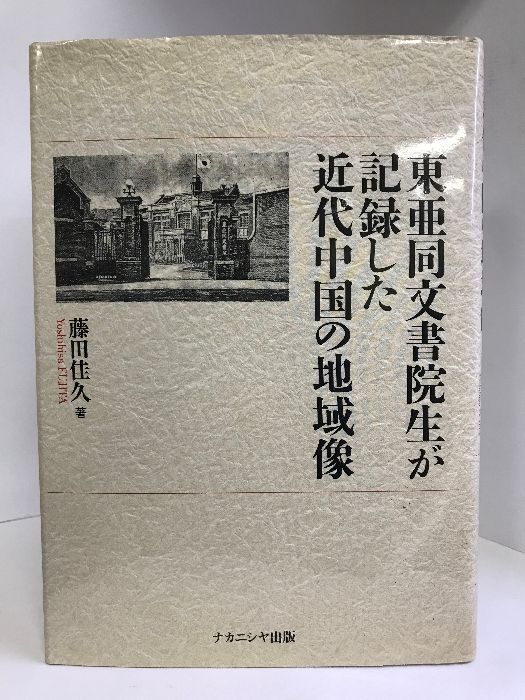 東亜同文書院生が
記録した
近代中国の地域像
藤田佳久 著
Yoshihisa FUJITA
ナカニシヤ出版